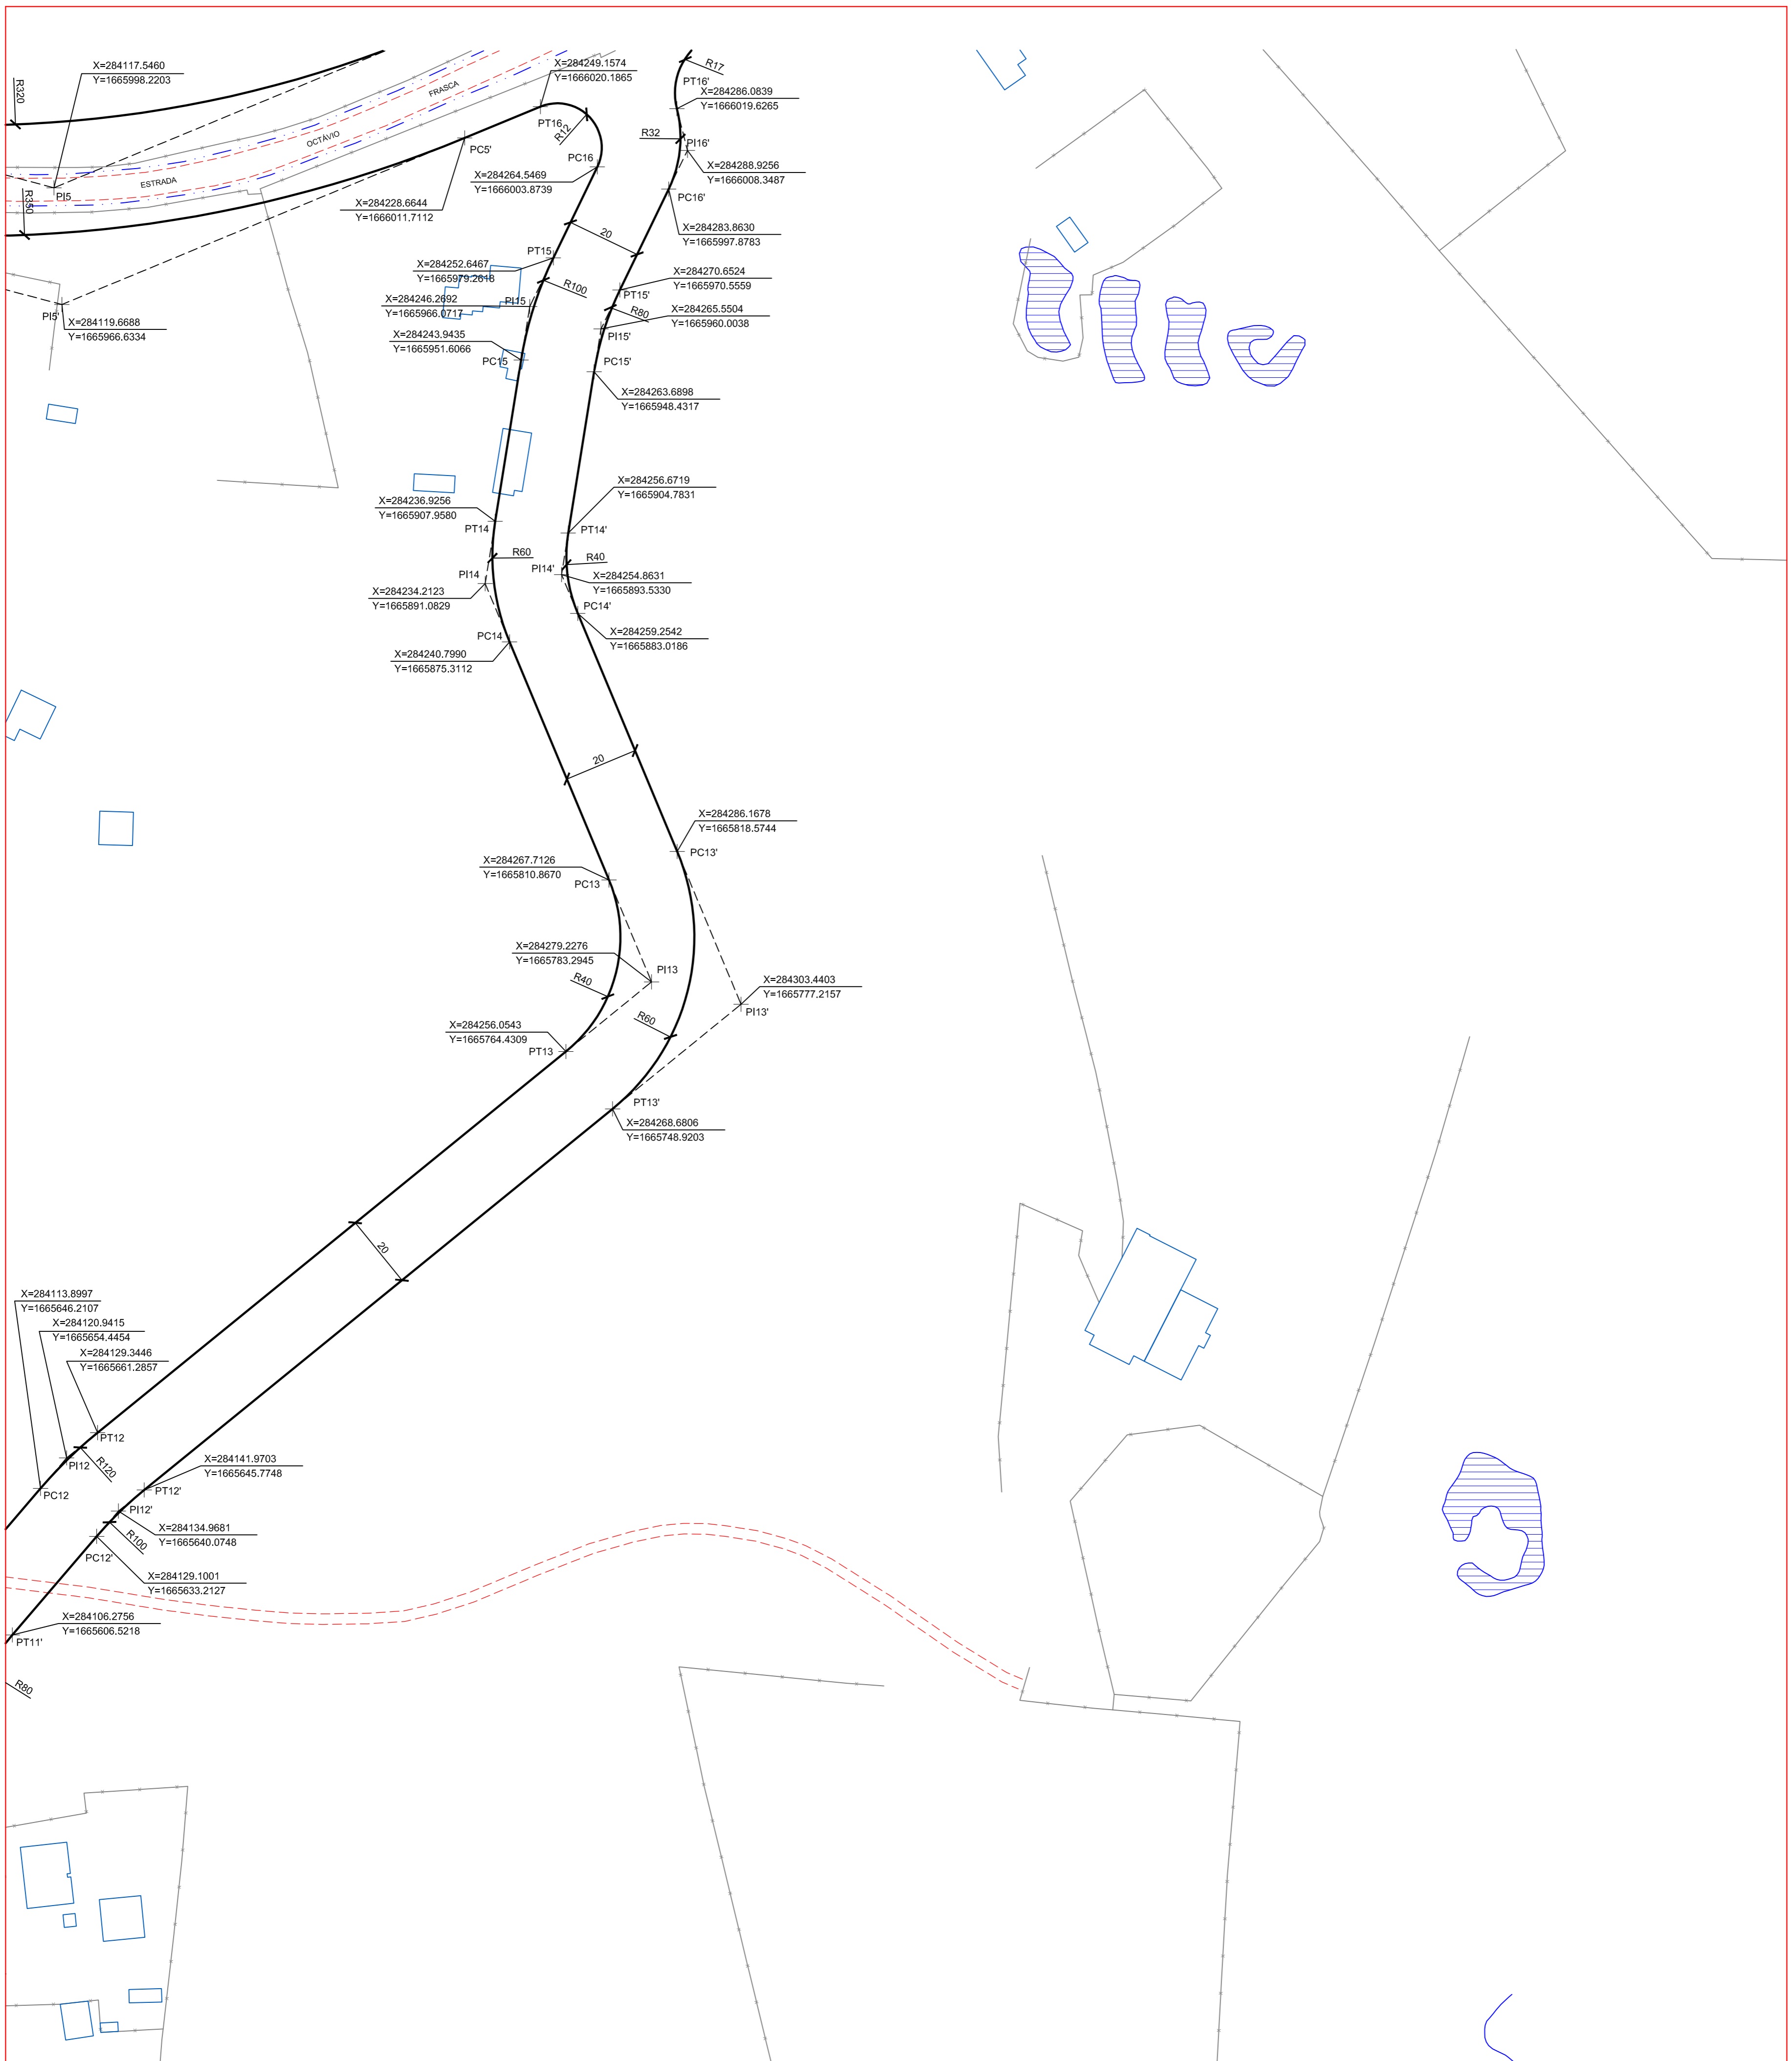 X=284117.5460
Y=1665998.2203
R320
X=284249.1574
Y=1666020.1865
R17
PT16'
X=284286.0839
Y=1666019.6265
FRASCA
OCTÁVIO
ESTRADA
PT16
R12
R32
PI16'
PC5'
PC16
X=284288.9256
Y=1666008.3487
X=284264.5469
Y=1666003.8739
PI5
R350
PC16'
X=284228.6644
Y=1666011.7112
X=284283.8630
Y=1665997.8783
20
PT15
X=284252.6467
Y=1665979.2618
X=284270.6524
Y=1665970.5559
R100
PT15'
X=284246.2692
Y=1665966.0717
PI15
R80
X=284265.5504
Y=1665960.0038
PI5'
X=284119.6688
Y=1665966.6334
PI15'
X=284243.9435
Y=1665951.6066
PC15
PC15'
X=284263.6898
Y=1665948.4317
X=284256.6719
Y=1665904.7831
X=284236.9256
Y=1665907.9580
PT14
PT14'
R60
R40
PI14
PI14'
X=284254.8631
Y=1665893.5330
X=284234.2123
Y=1665891.0829
PC14'
PC14
X=284259.2542
Y=1665883.0186
X=284240.7990
Y=1665875.3112
20
X=284286.1678
Y=1665818.5744
PC13'
X=284267.7126
Y=1665810.8670
PC13
X=284279.2276
Y=1665783.2945
PI13
R40
X=284303.4403
Y=1665777.2157
PI13'
R60
X=284256.0543
Y=1665764.4309
PT13
PT13'
X=284268.6806
Y=1665748.9203
20
X=284113.8997
Y=1665646.2107
X=284120.9415
Y=1665654.4454
X=284129.3446
Y=1665661.2857
PT12
PI12
R120
X=284141.9703
Y=1665645.7748
PC12
PT12'
PI12'
X=284134.9681
Y=1665640.0748
R100
PC12'
X=284129.1001
Y=1665633.2127
X=284106.2756
Y=1665606.5218
PT11'
R80